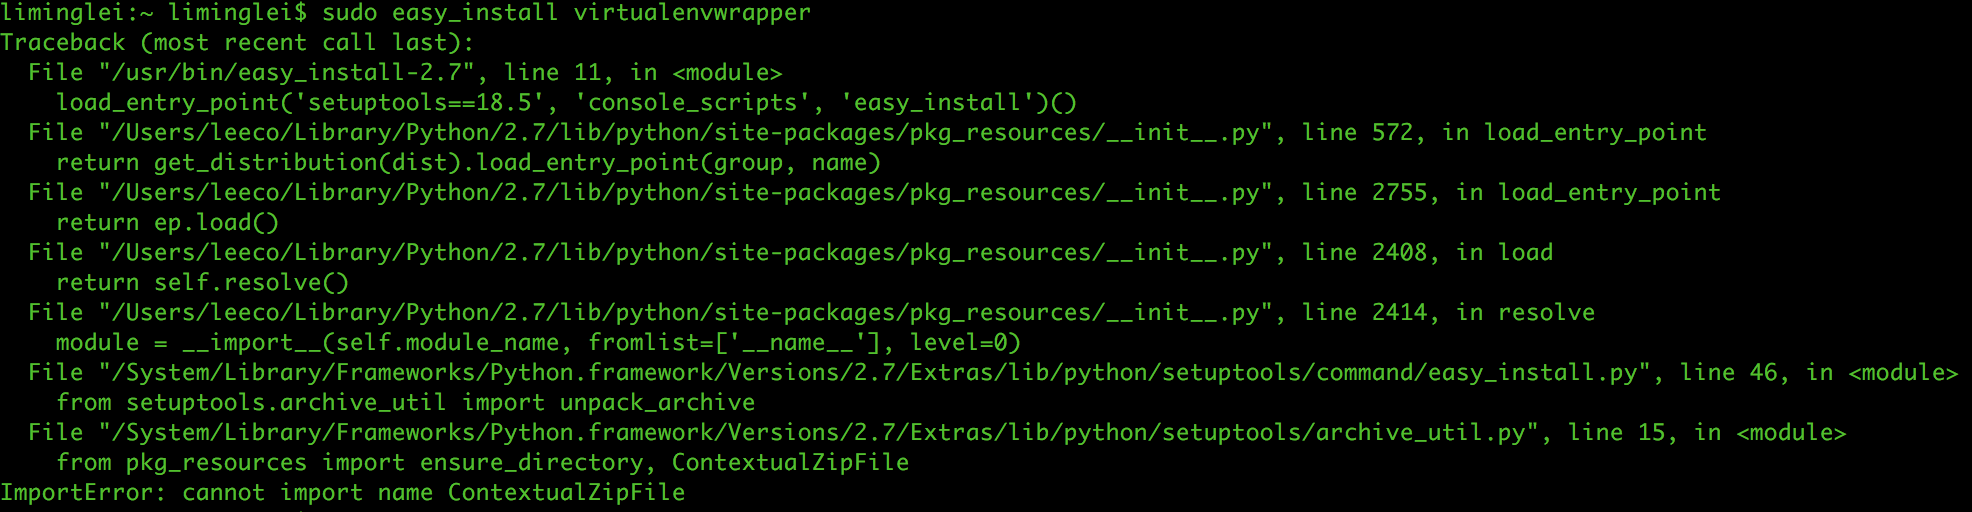 liminglei:~ liminglei$ sudo easy_install virtualenvwrapper
Traceback (most recent call last):
  File "/usr/bin/easy_install-2.7", line 11, in <module>
    load_entry_point('setuptools==18.5', 'console_scripts', 'easy_install')()
  File "/Users/leeco/Library/Python/2.7/lib/python/site-packages/pkg_resources/__init__.py", line 572, in load_entry_point
    return get_distribution(dist).load_entry_point(group, name)
  File "/Users/leeco/Library/Python/2.7/lib/python/site-packages/pkg_resources/__init__.py", line 2755, in load_entry_point
    return ep.load()
  File "/Users/leeco/Library/Python/2.7/lib/python/site-packages/pkg_resources/__init__.py", line 2408, in load
    return self.resolve()
  File "/Users/leeco/Library/Python/2.7/lib/python/site-packages/pkg_resources/__init__.py", line 2414, in resolve
    module = __import__(self.module_name, fromlist=['__name__'], level=0)
  File "/System/Library/Frameworks/Python.framework/Versions/2.7/Extras/lib/python/setuptools/command/easy_install.py", line 46, in <module>
    from setuptools.archive_util import unpack_archive
  File "/System/Library/Frameworks/Python.framework/Versions/2.7/Extras/lib/python/setuptools/archive_util.py", line 15, in <module>
    from pkg_resources import ensure_directory, ContextualZipFile
ImportError: cannot import name ContextualZipFile